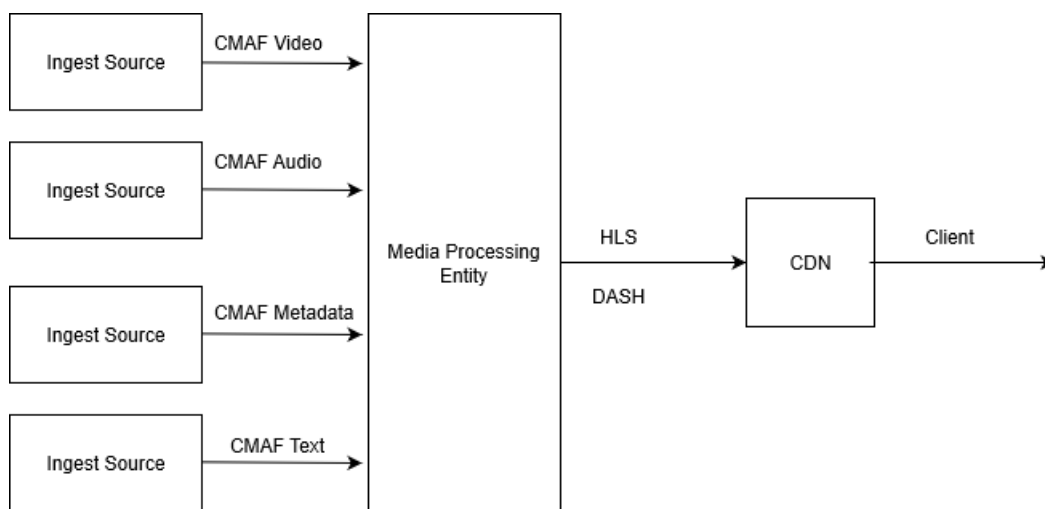 CMAF Video
Ingest Source
CMAF Audio
Ingest Source
Media Processing
Entity
HLS
DASH
CDN
Client
CMAF Metadata
Ingest Source
CMAF Text
Ingest Source